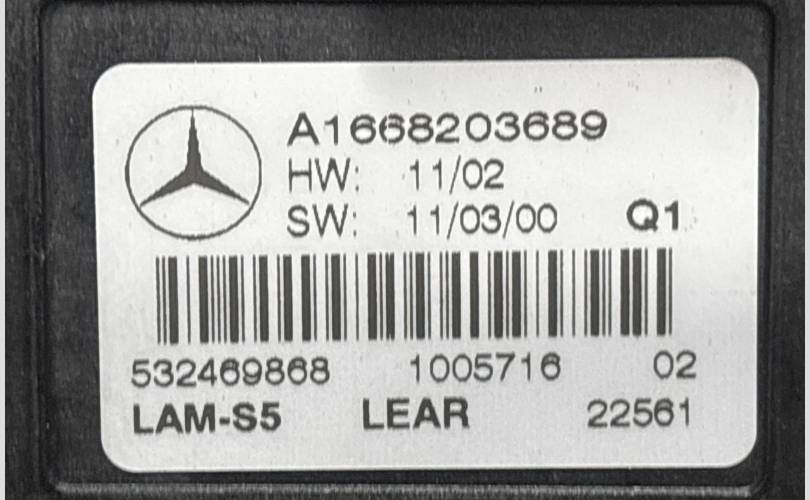 A1668203689
HW: 11/02
SW: 11/03/00 Q1
532469868 1005716 02
LAM-S5 LEAR 22561